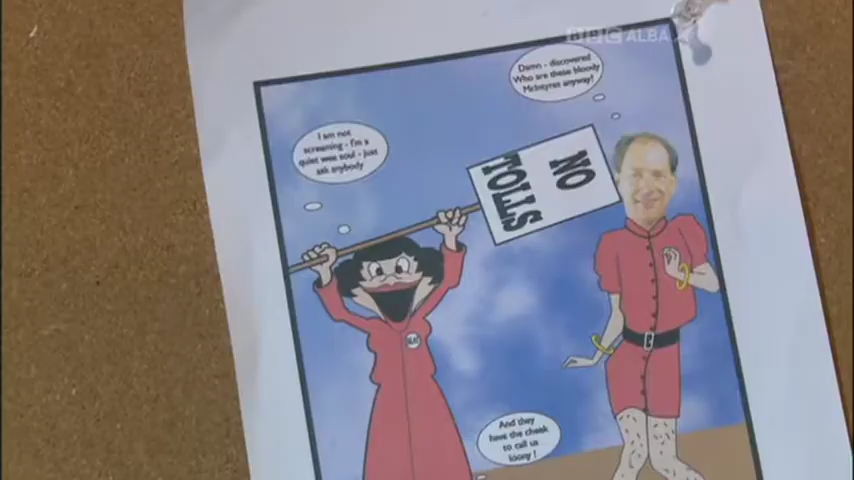 BBC ALBA
Damn - discovered
Who are these bloody
McIntyres anyway!
I am not
screaming - I'm a
quiet wee soul - just
ask anybody
NO
TOLLS
And they
have the cheek
to call us
loony !